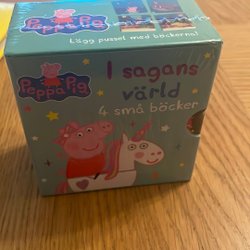 Peppa Pig
Lägg pussel med böckerna!
Peppa Pig
I sagans
värld
4 små böcker